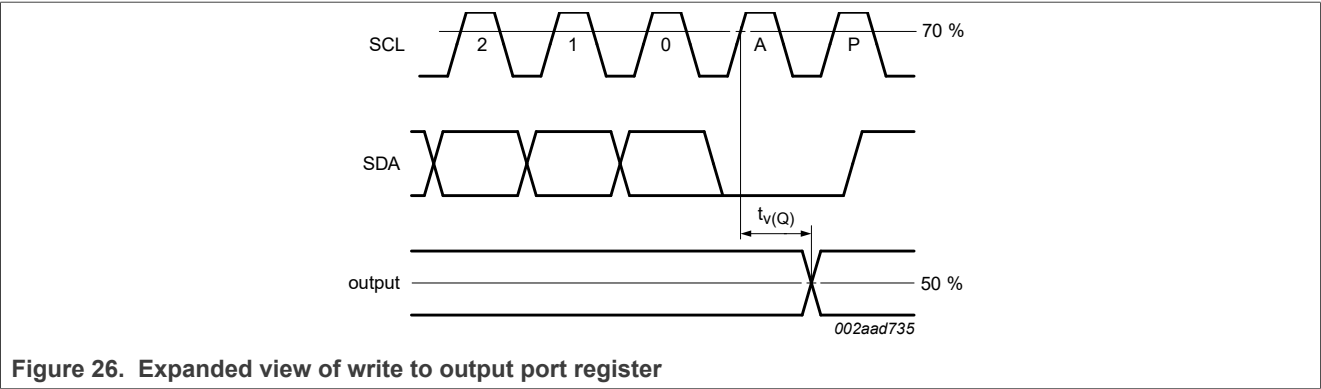 SCL 2 1 0 A P 70 %
SDA
tv(Q)
output 50 %
002aad735
Figure 26. Expanded view of write to output port register